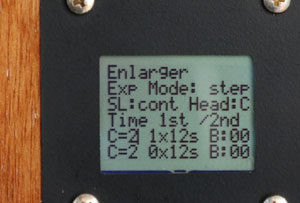 Enlarger
Exp Mode: step
SL:cont Head:C
Time 1st /2nd
C=2 1x12s B:00
C=2 0x12s B:00